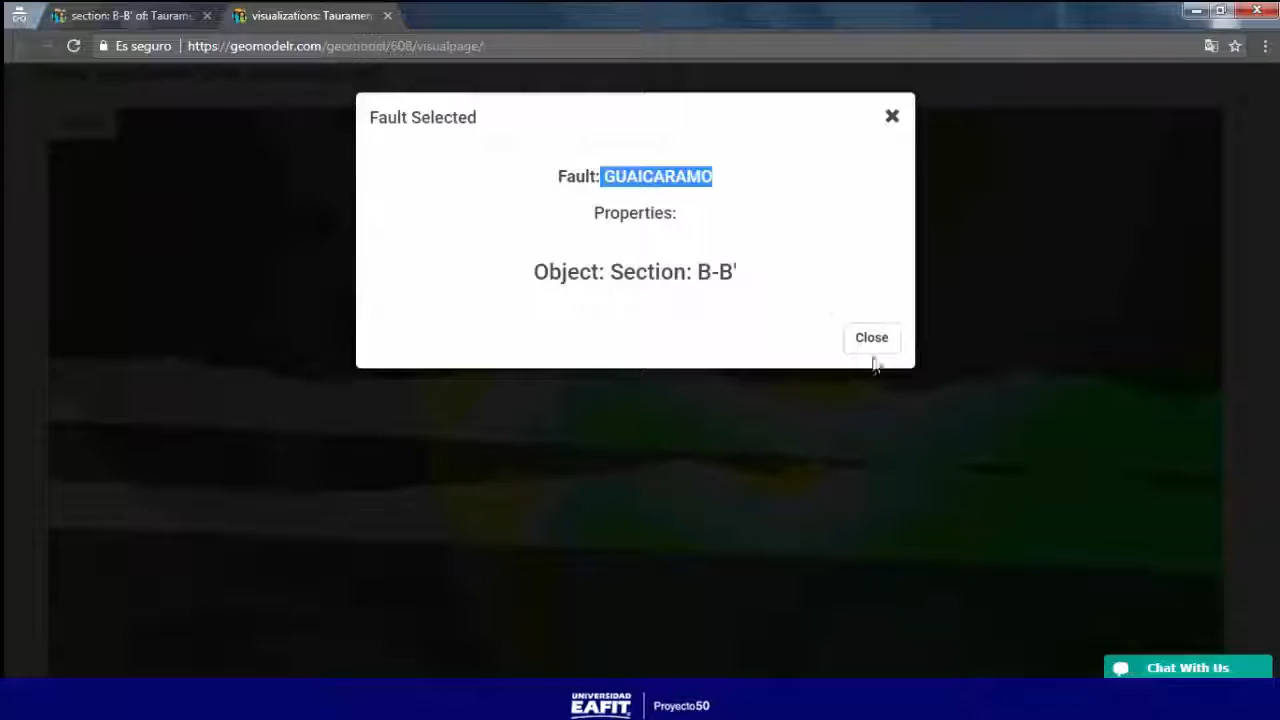 section: B-B' of: Taurame
visualizations: Tauramen
Es seguro
https://geomodelr.com/geomodel/608/visualpage/
Fault Selected
Fault: GUAICARAMO
Properties:
Object: Section: B-B'
Close
Chat With Us
UNIVERSIDAD
EAFIT
Proyecto50